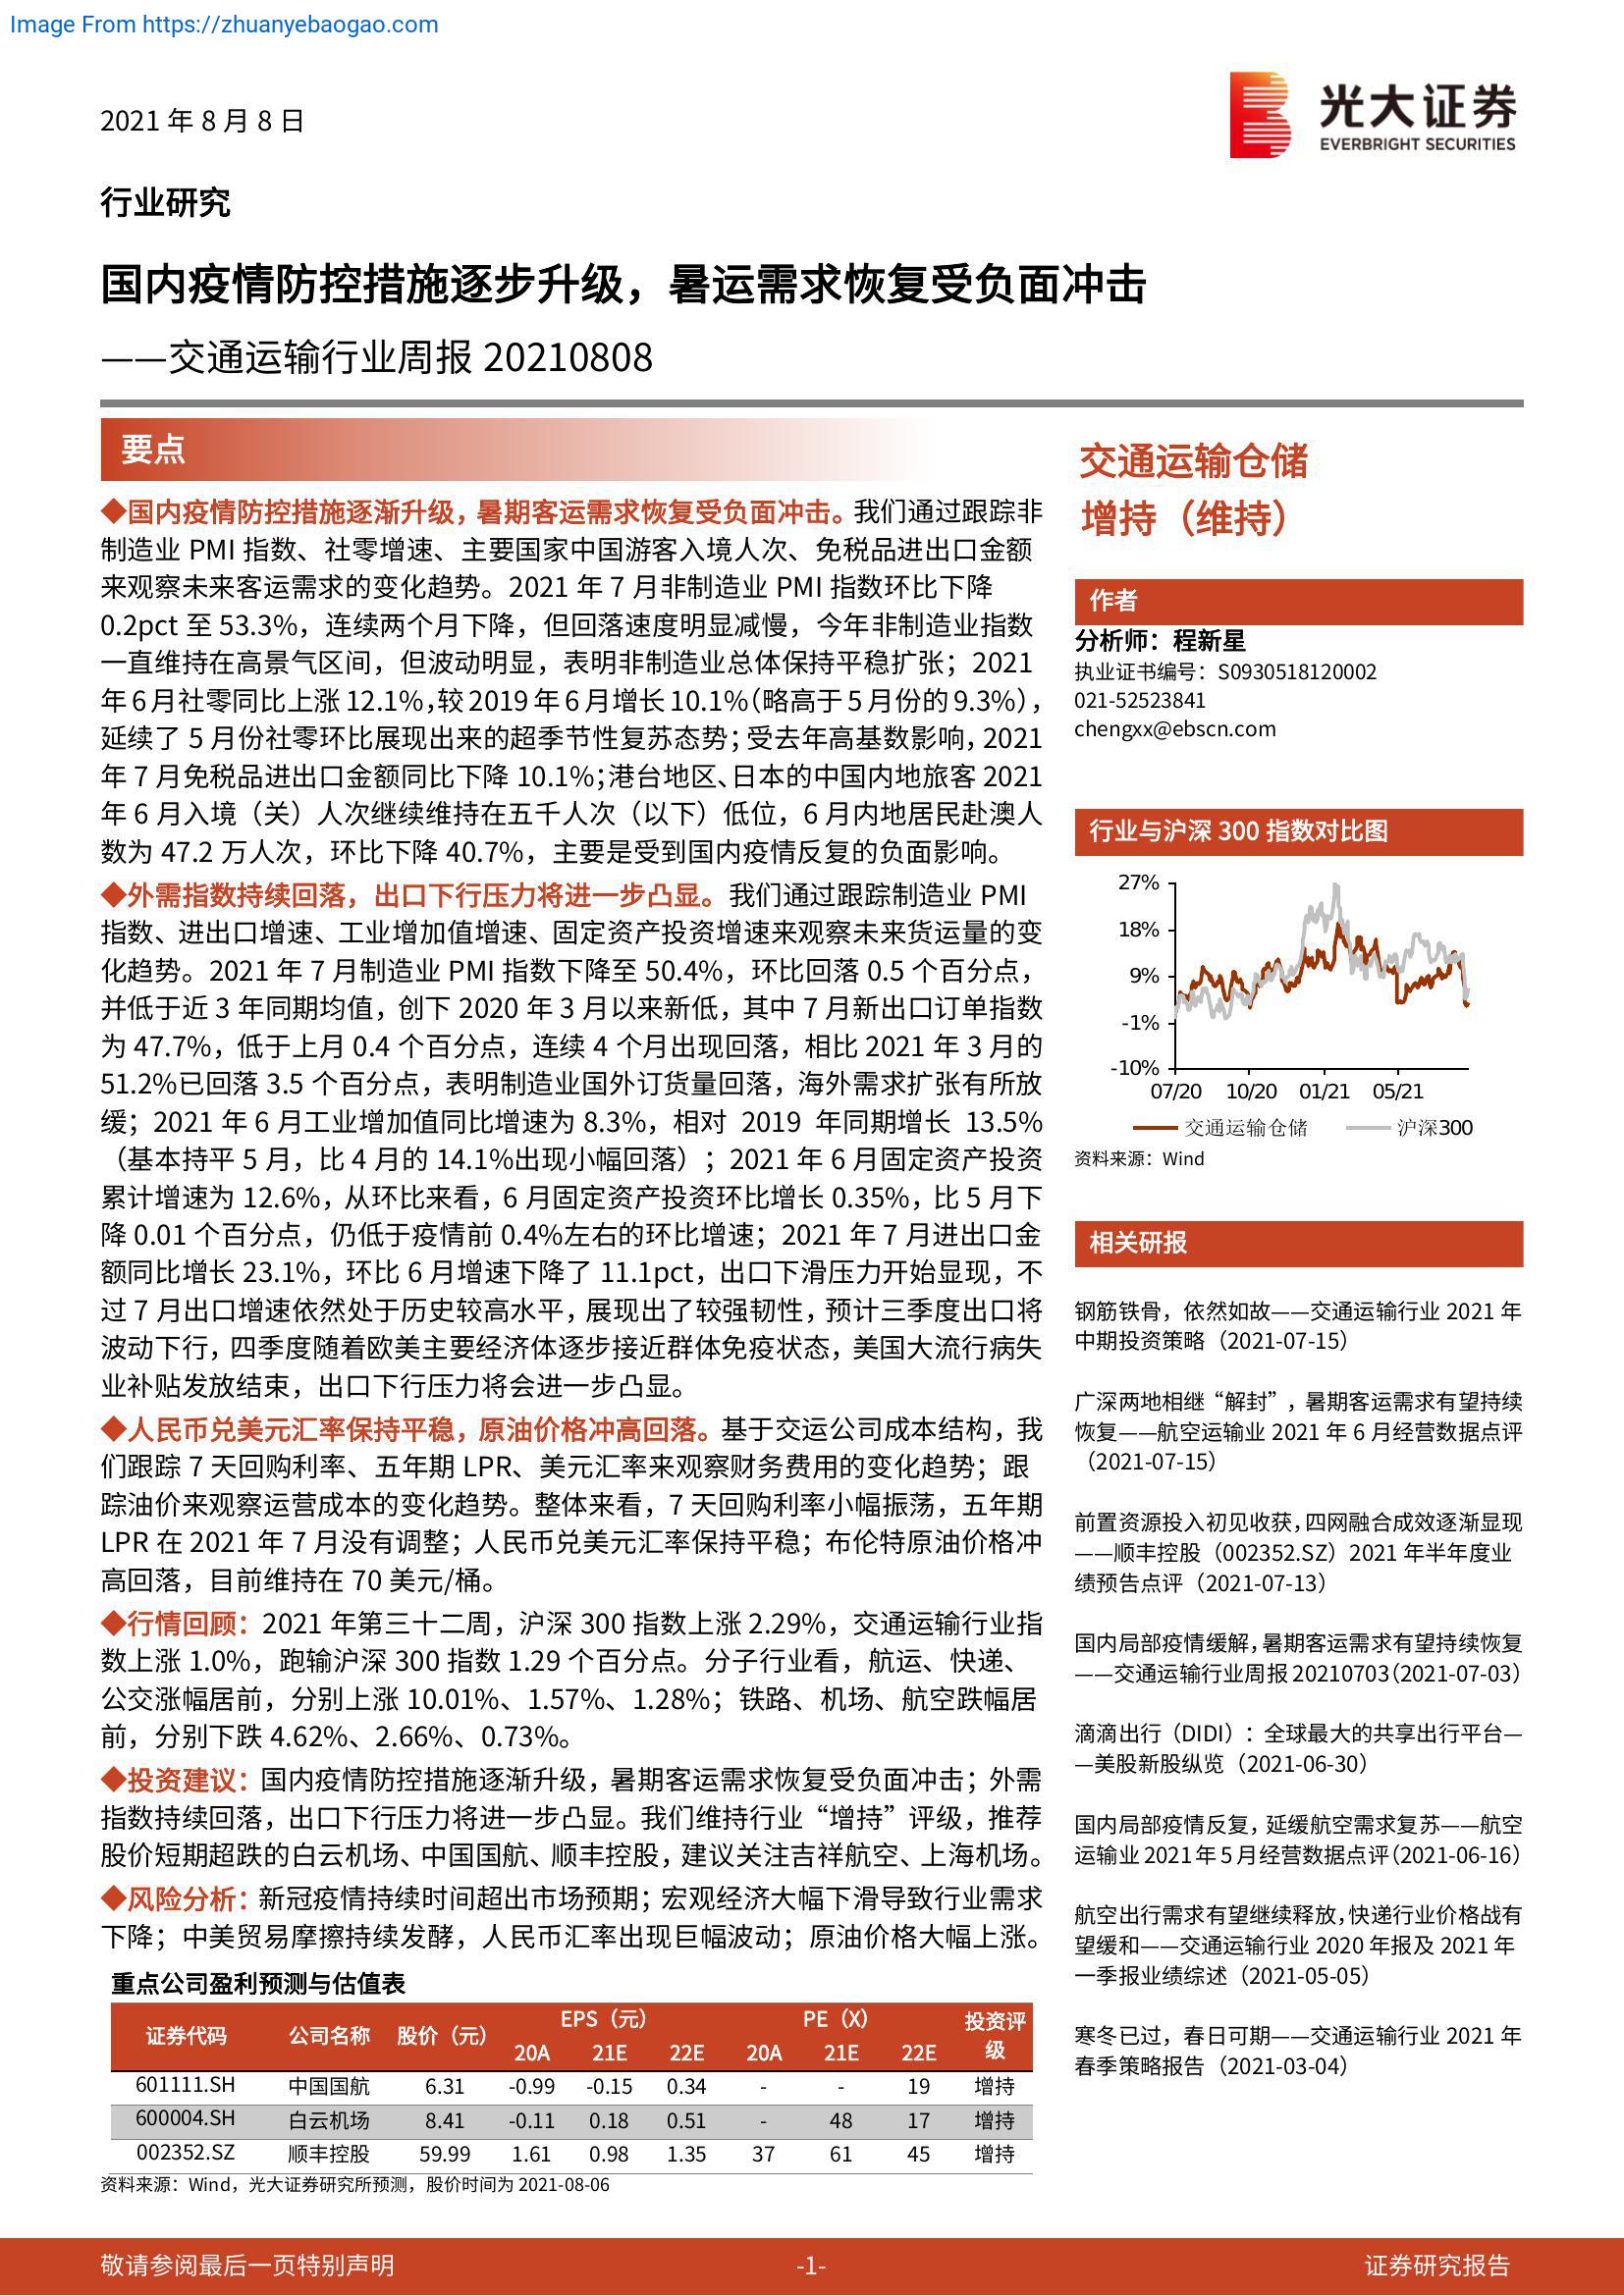 Image From https://zhuanyebaogao.com
2021 年 8 月 8 日
光大证券
EVERBRIGHT SECURITIES
行业研究
国内疫情防控措施逐步升级，暑运需求恢复受负面冲击
——交通运输行业周报 20210808
要点
◆国内疫情防控措施逐渐升级，暑期客运需求恢复受负面冲击。我们通过跟踪非
制造业 PMI 指数、社零增速、主要国家中国游客入境人次、免税品进出口金额
来观察未来客运需求的变化趋势。2021 年 7 月非制造业 PMI 指数环比下降
0.2pct 至 53.3%，连续两个月下降，但回落速度明显减慢，今年非制造业指数
一直维持在高景气区间，但波动明显，表明非制造业总体保持平稳扩张；2021
年 6 月社零同比上涨 12.1%，较 2019 年 6 月增长 10.1%（略高于 5 月份的 9.3%），
延续了 5 月份社零环比展现出来的超季节性复苏态势；受去年高基数影响，2021
年 7 月免税品进出口金额同比下降 10.1%；港台地区、日本的中国内地旅客 2021
年 6 月入境（关）人次继续维持在五千人次（以下）低位，6 月内地居民赴澳人
数为 47.2 万人次，环比下降 40.7%，主要是受到国内疫情反复的负面影响。
◆外需指数持续回落，出口下行压力将进一步凸显。我们通过跟踪制造业 PMI
指数、进出口增速、工业增加值增速、固定资产投资增速来观察未来货运量的变
化趋势。2021 年 7 月制造业 PMI 指数下降至 50.4%，环比回落 0.5 个百分点，
并低于近 3 年同期均值，创下 2020 年 3 月以来新低，其中 7 月新出口订单指数
为 47.7%，低于上月 0.4 个百分点，连续 4 个月出现回落，相比 2021 年 3 月的
51.2%已回落 3.5 个百分点，表明制造业国外订货量回落，海外需求扩张有所放
缓；2021 年 6 月工业增加值同比增速为 8.3%，相对 2019 年同期增长 13.5%
（基本持平 5 月，比 4 月的 14.1%出现小幅回落）；2021 年 6 月固定资产投资
累计增速为 12.6%，从环比来看，6 月固定资产投资环比增长 0.35%，比 5 月下
降 0.01 个百分点，仍低于疫情前 0.4%左右的环比增速；2021 年 7 月进出口金
额同比增长 23.1%，环比 6 月增速下降了 11.1pct，出口下滑压力开始显现，不
过 7 月出口增速依然处于历史较高水平，展现出了较强韧性，预计三季度出口将
波动下行，四季度随着欧美主要经济体逐步接近群体免疫状态，美国大流行病失
业补贴发放结束，出口下行压力将会进一步凸显。
◆人民币兑美元汇率保持平稳，原油价格冲高回落。基于交运公司成本结构，我
们跟踪 7 天回购利率、五年期 LPR、美元汇率来观察财务费用的变化趋势；跟
踪油价来观察运营成本的变化趋势。整体来看，7 天回购利率小幅振荡，五年期
LPR 在 2021 年 7 月没有调整；人民币兑美元汇率保持平稳；布伦特原油价格冲
高回落，目前维持在 70 美元/桶。
◆行情回顾：2021 年第三十二周，沪深 300 指数上涨 2.29%，交通运输行业指
数上涨 1.0%，跑输沪深 300 指数 1.29 个百分点。分子行业看，航运、快递、
公交涨幅居前，分别上涨 10.01%、1.57%、1.28%；铁路、机场、航空跌幅居
前，分别下跌 4.62%、2.66%、0.73%。
◆投资建议：国内疫情防控措施逐渐升级，暑期客运需求恢复受负面冲击；外需
指数持续回落，出口下行压力将进一步凸显。我们维持行业“增持”评级，推荐
股价短期超跌的白云机场、中国国航、顺丰控股，建议关注吉祥航空、上海机场。
◆风险分析：新冠疫情持续时间超出市场预期；宏观经济大幅下滑导致行业需求
下降；中美贸易摩擦持续发酵，人民币汇率出现巨幅波动；原油价格大幅上涨。
重点公司盈利预测与估值表
证券代码 公司名称 股价（元） EPS（元） PE（X） 投资评级
20A 21E 22E 20A 21E 22E
601111.SH 中国国航 6.31 -0.99 -0.15 0.34 - - 19 增持
600004.SH 白云机场 8.41 -0.11 0.18 0.51 - 48 17 增持
002352.SZ 顺丰控股 59.99 1.61 0.98 1.35 37 61 45 增持
资料来源：Wind，光大证券研究所预测，股价时间为 2021-08-06
交通运输仓储
增持（维持）
作者
分析师：程新星
执业证书编号：S0930518120002
021-52523841
chengxx@ebscn.com
行业与沪深 300 指数对比图
27%
18%
9%
-1%
-10%
07/20 10/20 01/21 05/21
交通运输仓储 沪深300
资料来源：Wind
相关研报
钢筋铁骨，依然如故——交通运输行业 2021 年
中期投资策略（2021-07-15）
广深两地相继“解封”，暑期客运需求有望持续
恢复——航空运输业 2021 年 6 月经营数据点评
（2021-07-15）
前置资源投入初见收获，四网融合成效逐渐显现
——顺丰控股（002352.SZ）2021 年半年度业
绩预告点评（2021-07-13）
国内局部疫情缓解，暑期客运需求有望持续恢复
——交通运输行业周报 20210703（2021-07-03）
滴滴出行（DIDI）：全球最大的共享出行平台—
—美股新股纵览（2021-06-30）
国内局部疫情反复，延缓航空需求复苏——航空
运输业 2021 年 5 月经营数据点评（2021-06-16）
航空出行需求有望继续释放，快递行业价格战有
望缓和——交通运输行业 2020 年报及 2021 年
一季报业绩综述（2021-05-05）
寒冬已过，春日可期——交通运输行业 2021 年
春季策略报告（2021-03-04）
敬请参阅最后一页特别声明 -1- 证券研究报告